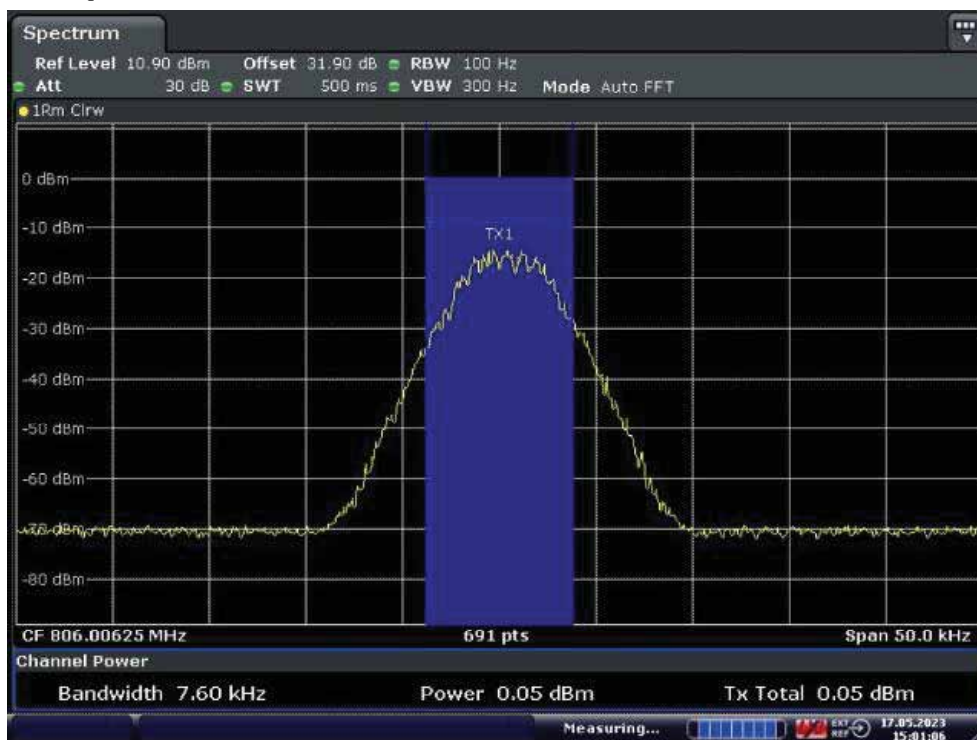 Spectrum
Ref Level 10.90 dBm Offset 31.90 dB RBW 100 Hz
Att 30 dB SWT 500 ms VBW 300 Hz Mode Auto FFT
1Rm Clrw
0 dBm
-10 dBm
TX1
-20 dBm
-30 dBm
-40 dBm
-50 dBm
-60 dBm
-70 dBm
-80 dBm
CF 806.00625 MHz 691 pts Span 50.0 kHz
Channel Power
Bandwidth 7.60 kHz Power 0.05 dBm Tx Total 0.05 dBm
Measuring... EXT REF 17.05.2023
15:01:06